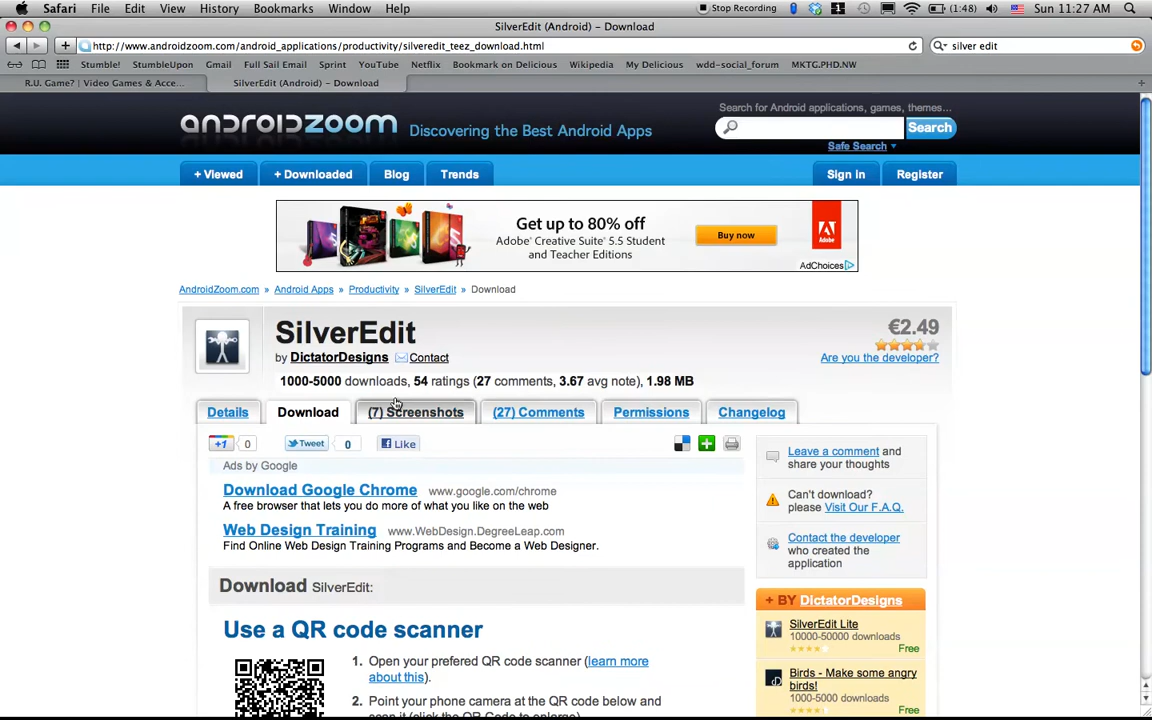 Safari File Edit View History Bookmarks Window Help Stop Recording 1 (1:48) Sun 11:27 AM
SilverEdit (Android) - Download
http://www.androidzoom.com/android_applications/productivity/silveredit_teez_download.html silver edit
Stumble! StumbleUpon Gmail Full Sail Email Sprint YouTube Netflix Bookmark on Delicious Wikipedia My Delicious wdd-social_forum MKTG.PHD.NW
R.U. Game? | Video Games & Acce... SilverEdit (Android) - Download
Search for Android applications, games, themes...
androidzoom Discovering the Best Android Apps Search
Safe Search
+ Viewed + Downloaded Blog Trends Sign in Register
Get up to 80% off
Adobe® Creative Suite® 5.5 Student
and Teacher Editions
Buy now
Adobe
AdChoices
AndroidZoom.com » Android Apps » Productivity » SilverEdit » Download
SilverEdit
€2.49
by DictatorDesigns Contact
Are you the developer?
1000-5000 downloads, 54 ratings (27 comments, 3.67 avg note), 1.98 MB
Details Download (7) Screenshots (27) Comments Permissions Changelog
+1 0 Tweet 0 Like
Ads by Google
Download Google Chrome www.google.com/chrome
A free browser that lets you do more of what you like on the web
Web Design Training www.WebDesign.DegreeLeap.com
Find Online Web Design Training Programs and Become a Web Designer.
Leave a comment and
share your thoughts
Can't download?
please Visit Our F.A.Q.
Contact the developer
who created the
application
Download SilverEdit:
Use a QR code scanner
1. Open your prefered QR code scanner (learn more
about this).
2. Point your phone camera at the QR code below and
scan it (click the QR Code to enlarge).
+ BY DictatorDesigns
SilverEdit Lite
10000-50000 downloads
Free
Birds - Make some angry
birds!
1000-5000 downloads
Free